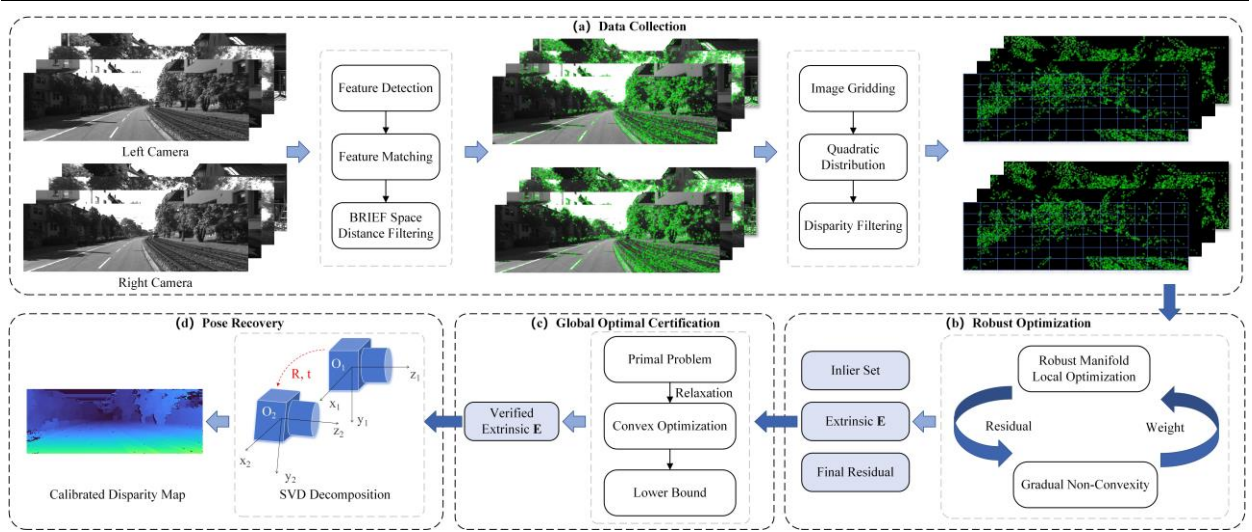 (a) Data Collection
Left Camera
Right Camera
Feature Detection
Feature Matching
BRIEF Space
Distance Filtering
Image Gridding
Quadratic
Distribution
Disparity Filtering
(b) Robust Optimization
Robust Manifold
Local Optimization
Residual
Weight
Gradual Non-Convexity
Inlier Set
Extrinsic E
Final Residual
(c) Global Optimal Certification
Primal Problem
Relaxation
Convex Optimization
Lower Bound
Verified
Extrinsic E
(d) Pose Recovery
O₁
R, t
z₁
x₁
y₁
O₂
z₂
x₂
y₂
SVD Decomposition
Calibrated Disparity Map